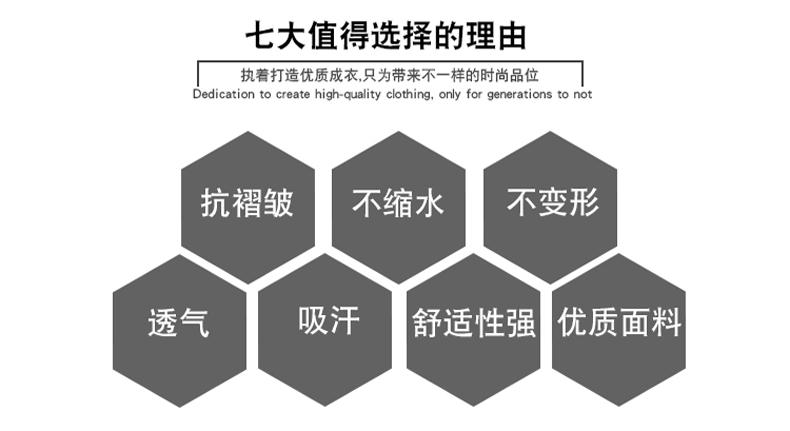 七大值得选择的理由
执着打造优质成衣,只为带来不一样的时尚品位
Dedication to create high-quality clothing, only for generations to not
抗褶皱
不缩水
不变形
透气
吸汗
舒适性强
优质面料